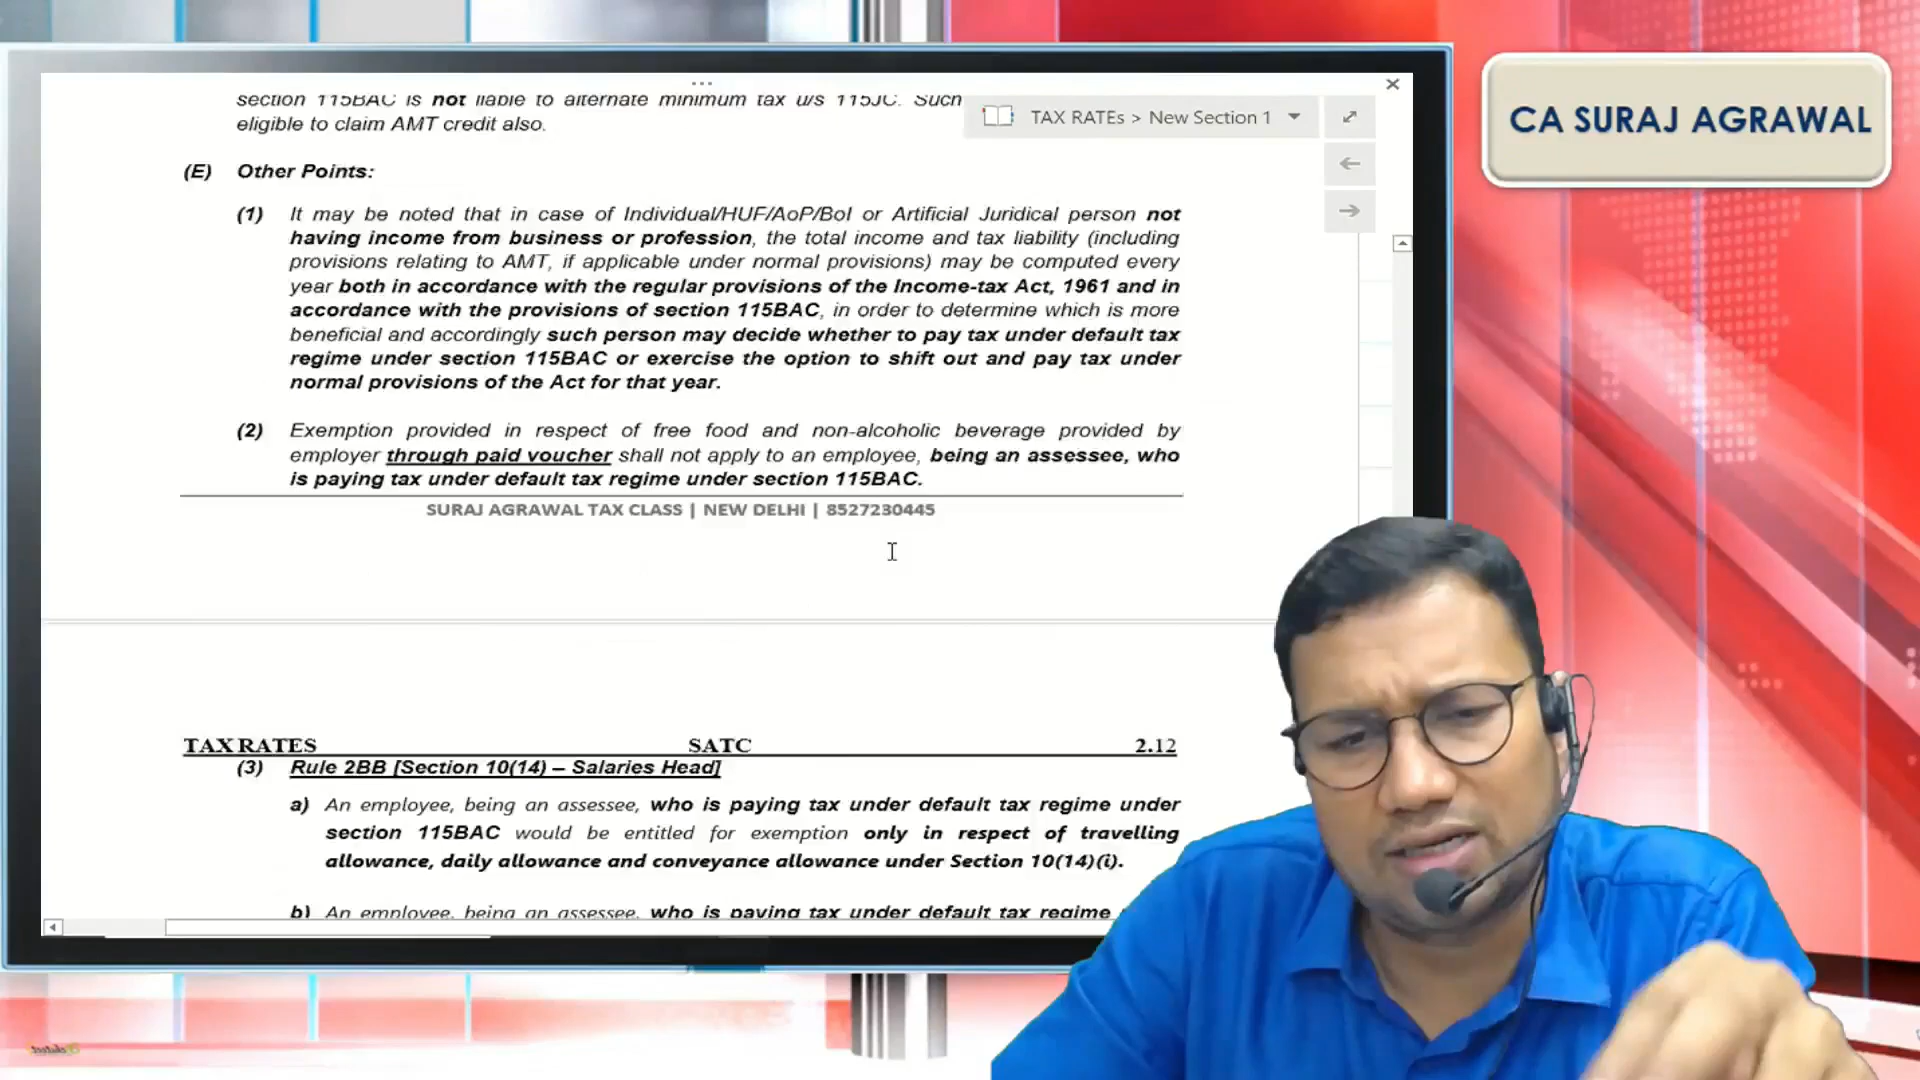 section 115BAC is not liable to alternate minimum tax u/s 115JC. Such
eligible to claim AMT credit also.
TAX RATEs > New Section 1
CA SURAJ AGRAWAL
(E) Other Points:
(1) It may be noted that in case of Individual/HUF/AoP/BoI or Artificial Juridical person not
having income from business or profession, the total income and tax liability (including
provisions relating to AMT, if applicable under normal provisions) may be computed every
year both in accordance with the regular provisions of the Income-tax Act, 1961 and in
accordance with the provisions of section 115BAC, in order to determine which is more
beneficial and accordingly such person may decide whether to pay tax under default tax
regime under section 115BAC or exercise the option to shift out and pay tax under
normal provisions of the Act for that year.
(2) Exemption provided in respect of free food and non-alcoholic beverage provided by
employer through paid voucher shall not apply to an employee, being an assessee, who
is paying tax under default tax regime under section 115BAC.
SURAJ AGRAWAL TAX CLASS | NEW DELHI | 8527230445
TAX RATES SATC 2.12
(3) Rule 2BB [Section 10(14) – Salaries Head]
a) An employee, being an assessee, who is paying tax under default tax regime under
section 115BAC would be entitled for exemption only in respect of travelling
allowance, daily allowance and conveyance allowance under Section 10(14)(i).
b) An employee, being an assessee, who is paying tax under default tax regime